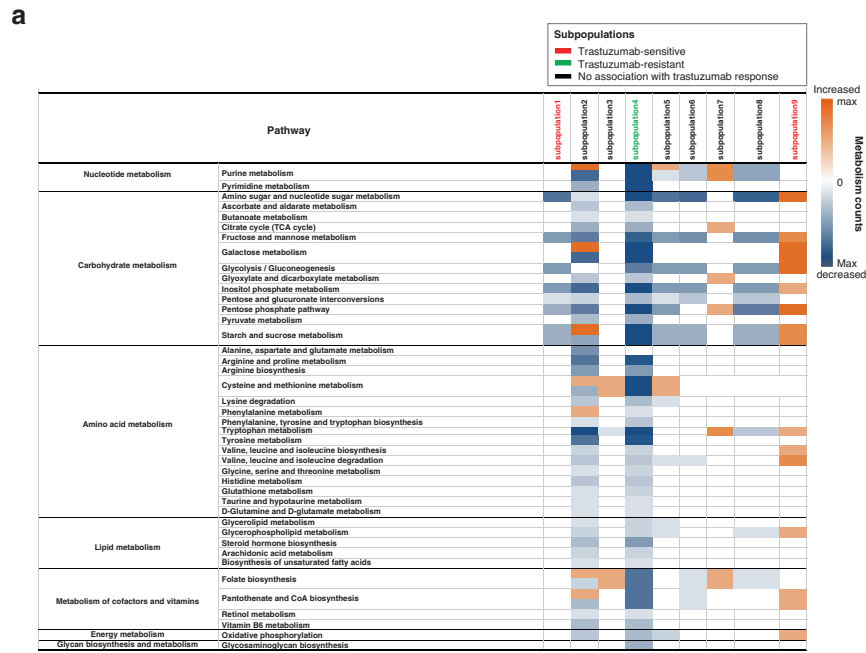 a
Subpopulations
Trastuzumab-sensitive
Trastuzumab-resistant
No association with trastuzumab response
Pathway
subpopulation1
subpopulation2
subpopulation3
subpopulation4
subpopulation5
subpopulation6
subpopulation7
subpopulation8
subpopulation9
Increased
max
0
Max
decreased
Metabolism counts
Nucleotide metabolism
Purine metabolism
Pyrimidine metabolism
Carbohydrate metabolism
Amino sugar and nucleotide sugar metabolism
Ascorbate and aldarate metabolism
Butanoate metabolism
Citrate cycle (TCA cycle)
Fructose and mannose metabolism
Galactose metabolism
Glycolysis / Gluconeogenesis
Glyoxylate and dicarboxylate metabolism
Inositol phosphate metabolism
Pentose and glucuronate interconversions
Pentose phosphate pathway
Pyruvate metabolism
Starch and sucrose metabolism
Amino acid metabolism
Alanine, aspartate and glutamate metabolism
Arginine and proline metabolism
Arginine biosynthesis
Cysteine and methionine metabolism
Lysine degradation
Phenylalanine metabolism
Phenylalanine, tyrosine and tryptophan biosynthesis
Tryptophan metabolism
Tyrosine metabolism
Valine, leucine and isoleucine biosynthesis
Valine, leucine and isoleucine degradation
Glycine, serine and threonine metabolism
Histidine metabolism
Glutathione metabolism
Taurine and hypotaurine metabolism
D-Glutamine and D-glutamate metabolism
Lipid metabolism
Glycerolipid metabolism
Glycerophospholipid metabolism
Steroid hormone biosynthesis
Arachidonic acid metabolism
Biosynthesis of unsaturated fatty acids
Metabolism of cofactors and vitamins
Folate biosynthesis
Pantothenate and CoA biosynthesis
Retinol metabolism
Vitamin B6 metabolism
Energy metabolism
Oxidative phosphorylation
Glycan biosynthesis and metabolism
Glycosaminoglycan biosynthesis